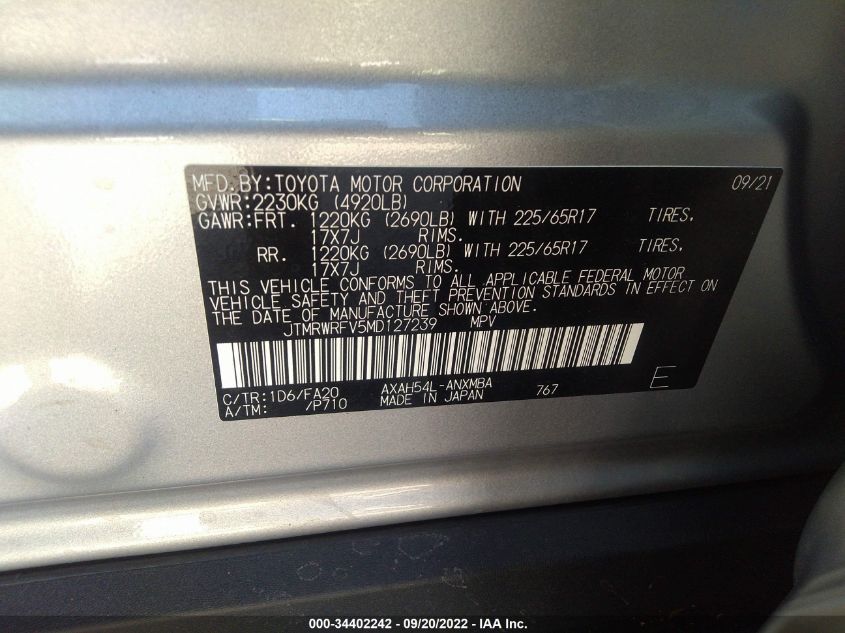 MFD.BY:TOYOTA MOTOR CORPORATION 09/21
GVWR:2230KG (4920LB)
GAWR:FRT. 1220KG (2690LB) WITH 225/65R17 TIRES.
17X7J RIMS.
RR. 1220KG (2690LB) WITH 225/65R17 TIRES.
17X7J RIMS.
THIS VEHICLE CONFORMS TO ALL APPLICABLE FEDERAL MOTOR
VEHICLE SAFETY AND THEFT PREVENTION STANDARDS IN EFFECT ON
THE DATE OF MANUFACTURE SHOWN ABOVE.
JTMRWRFV5MD127239 MPV
C/TR:1D6/FA20 AXAH54L-ANXMBA 767 E
A/TM: /P710 MADE IN JAPAN
000-34402242 - 09/20/2022 - IAA Inc.